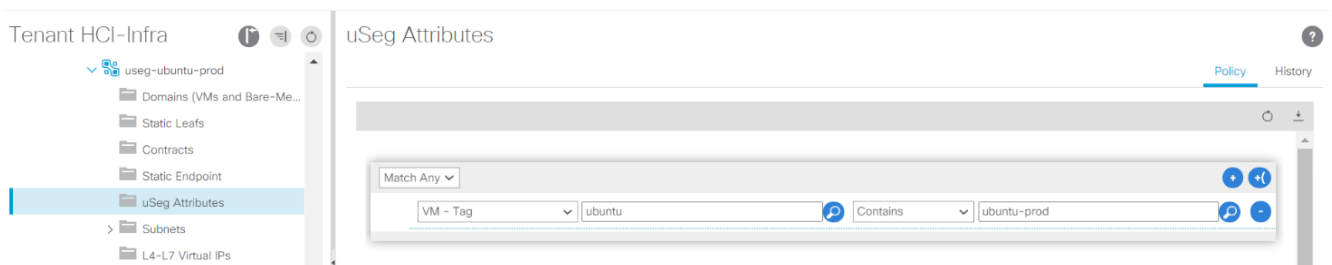 Tenant HCI-Infra
useg-ubuntu-prod
Domains (VMs and Bare-Me...
Static Leafs
Contracts
Static Endpoint
uSeg Attributes
Subnets
L4-L7 Virtual IPs
uSeg Attributes
Policy History
Match Any
VM - Tag ubuntu Contains ubuntu-prod